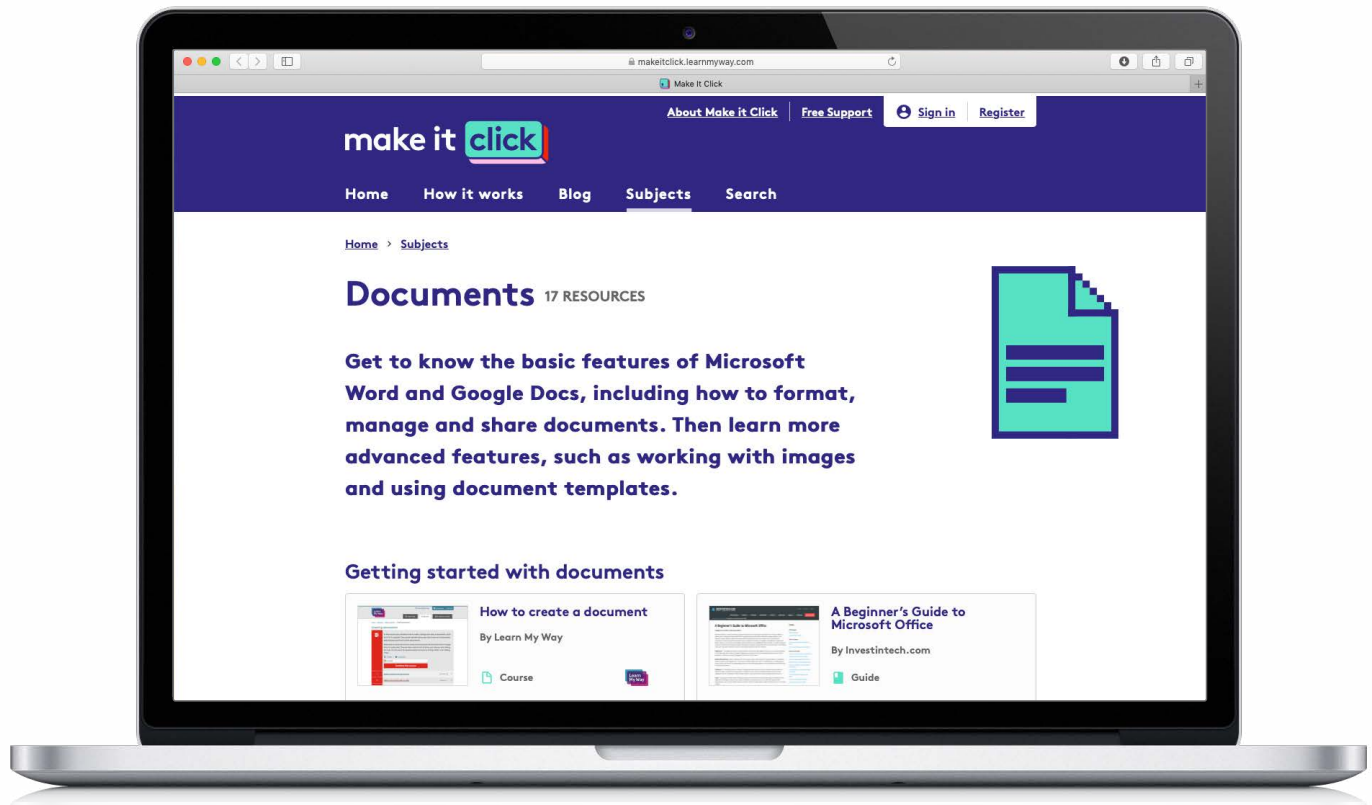 makeitclick.learnmyway.com
Make It Click
About Make it Click
Free Support
Sign in
Register
make it click
Home
How it works
Blog
Subjects
Search
Home > Subjects
Documents 17 RESOURCES
Get to know the basic features of Microsoft
Word and Google Docs, including how to format,
manage and share documents. Then learn more
advanced features, such as working with images
and using document templates.
Getting started with documents
How to create a document
By Learn My Way
Course
Learn My Way
A Beginner's Guide to
Microsoft Office
By Investintech.com
Guide